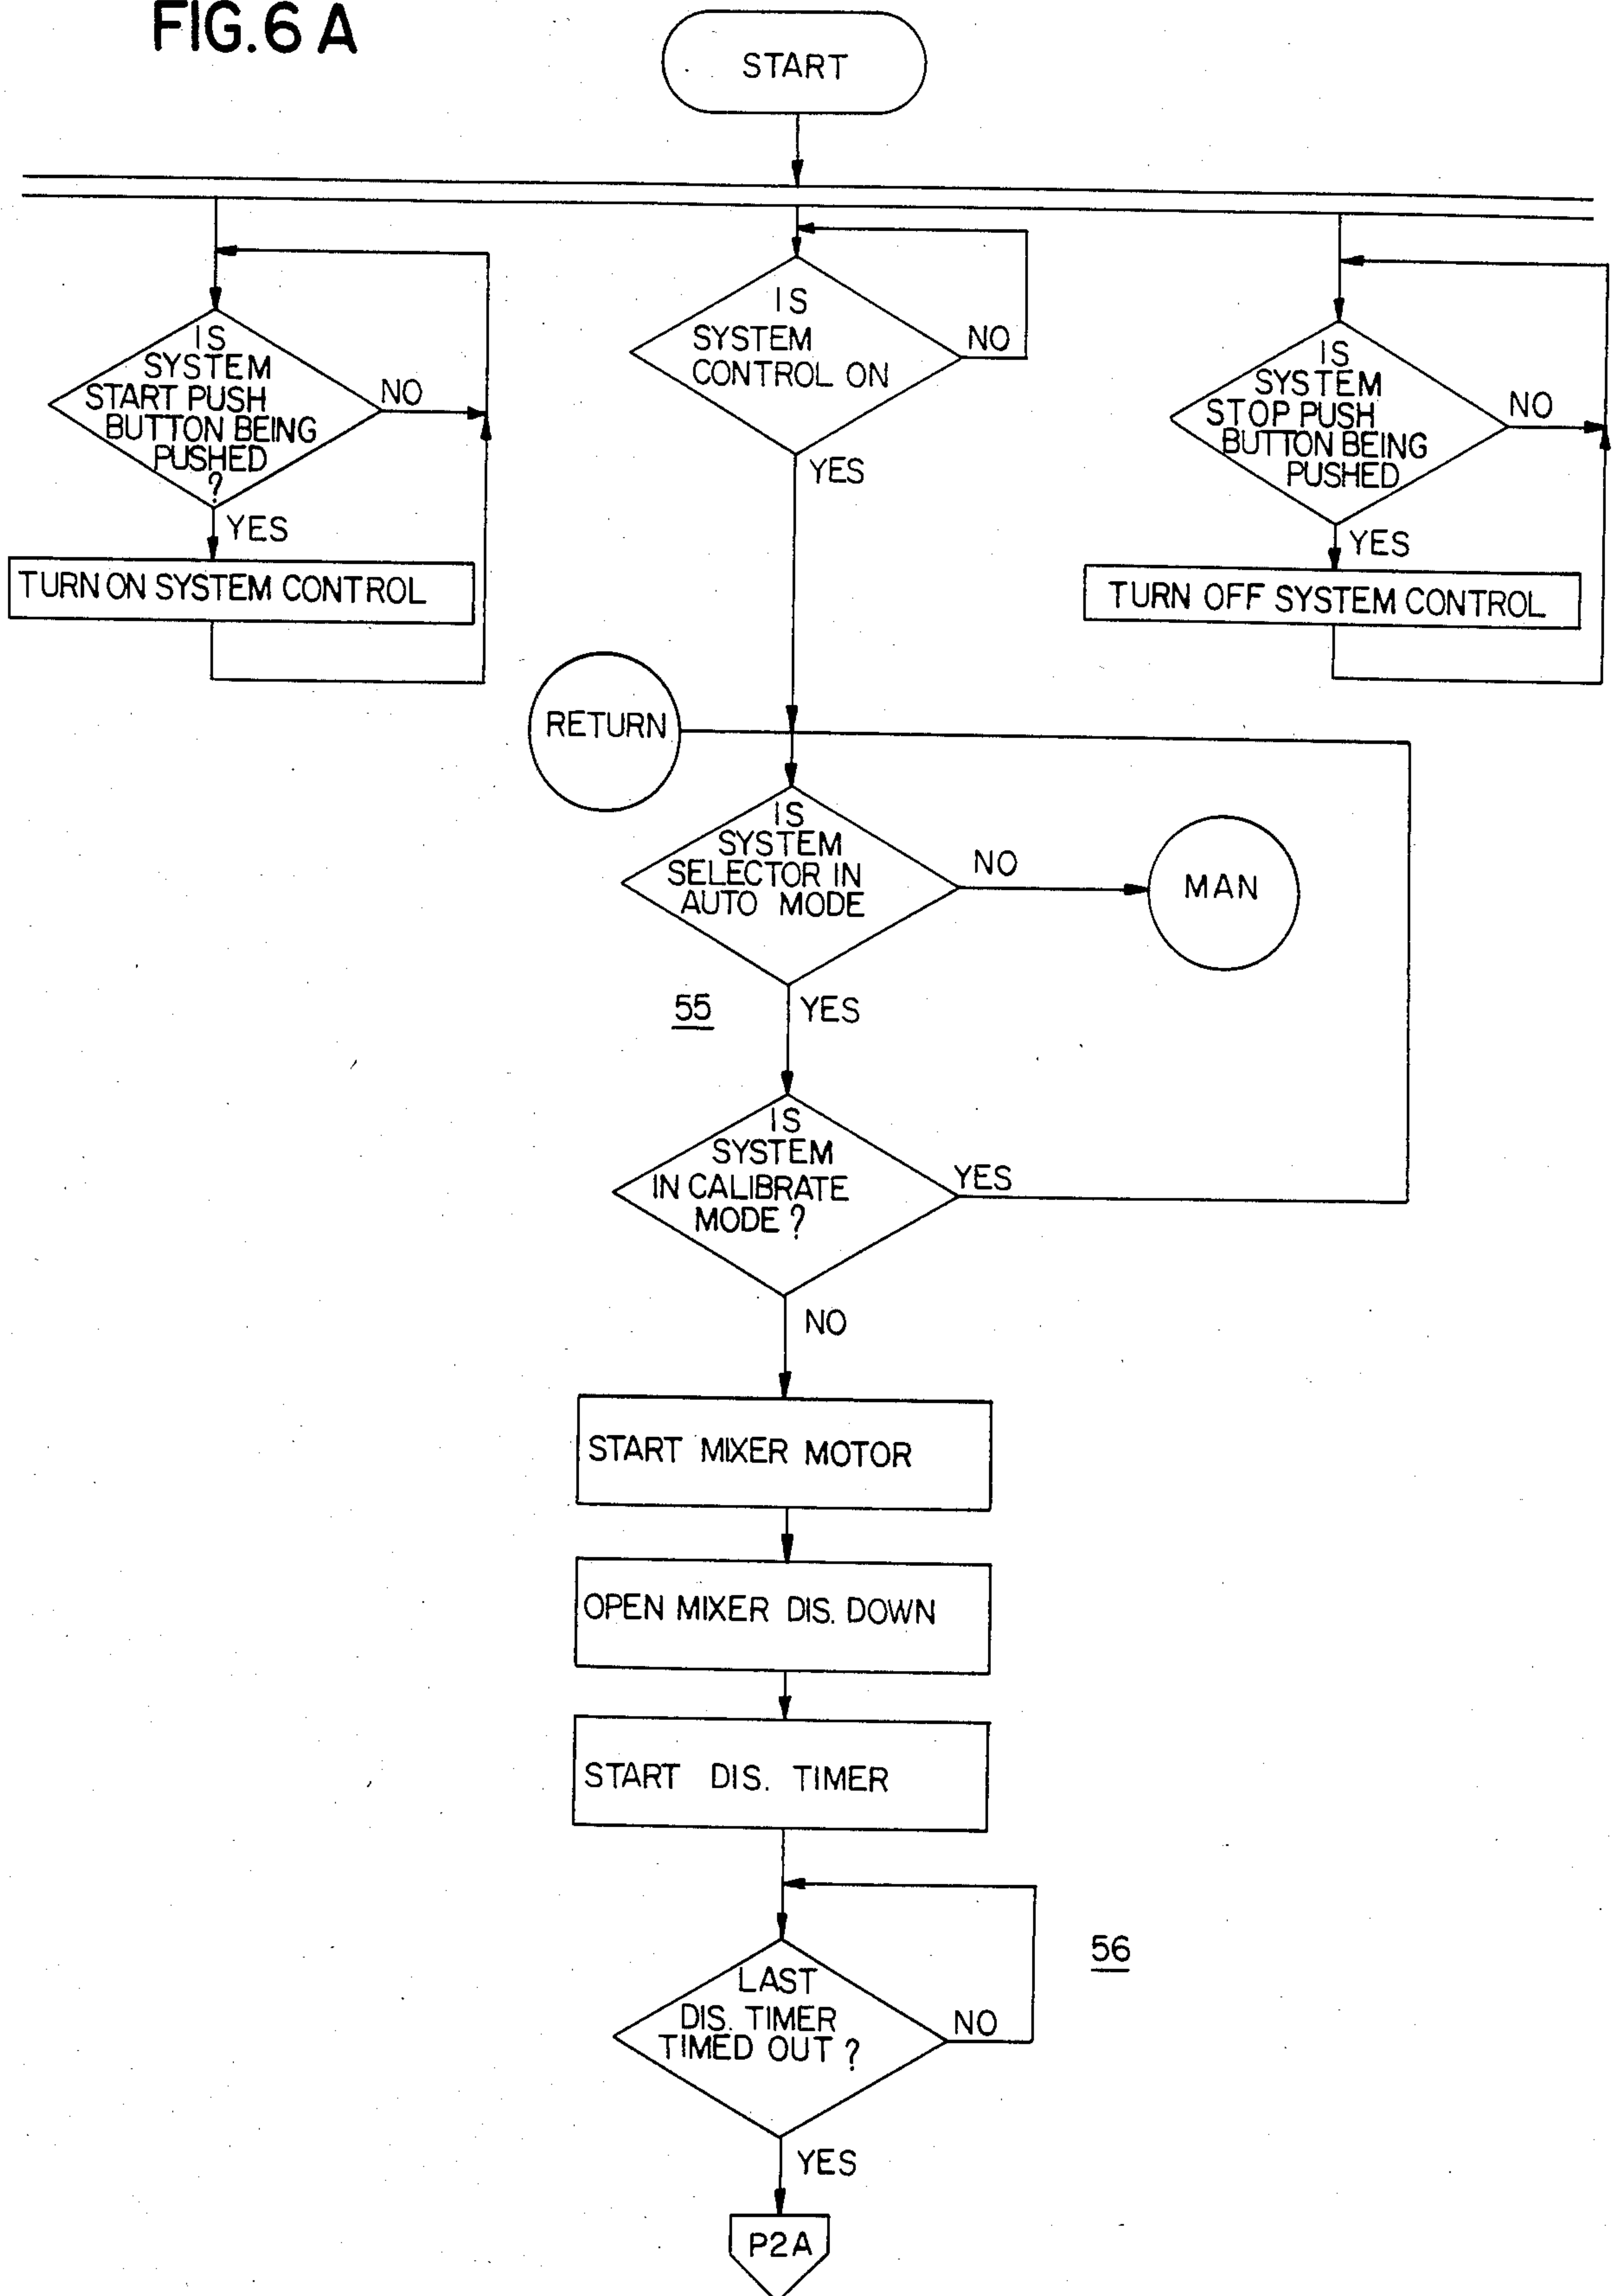 FIG.6 A
START
IS
SYSTEM
START PUSH
BUTTON BEING
PUSHED
?
NO
YES
TURN ON SYSTEM CONTROL
IS
SYSTEM
CONTROL ON
NO
YES
IS
SYSTEM
STOP PUSH
BUTTON BEING
PUSHED
NO
YES
TURN OFF SYSTEM CONTROL
RETURN
IS
SYSTEM
SELECTOR IN
AUTO MODE
NO
MAN
55
YES
IS
SYSTEM
IN CALIBRATE
MODE ?
YES
NO
START MIXER MOTOR
OPEN MIXER DIS. DOWN
START DIS. TIMER
56
LAST
DIS. TIMER
TIMED OUT ?
NO
YES
P2A